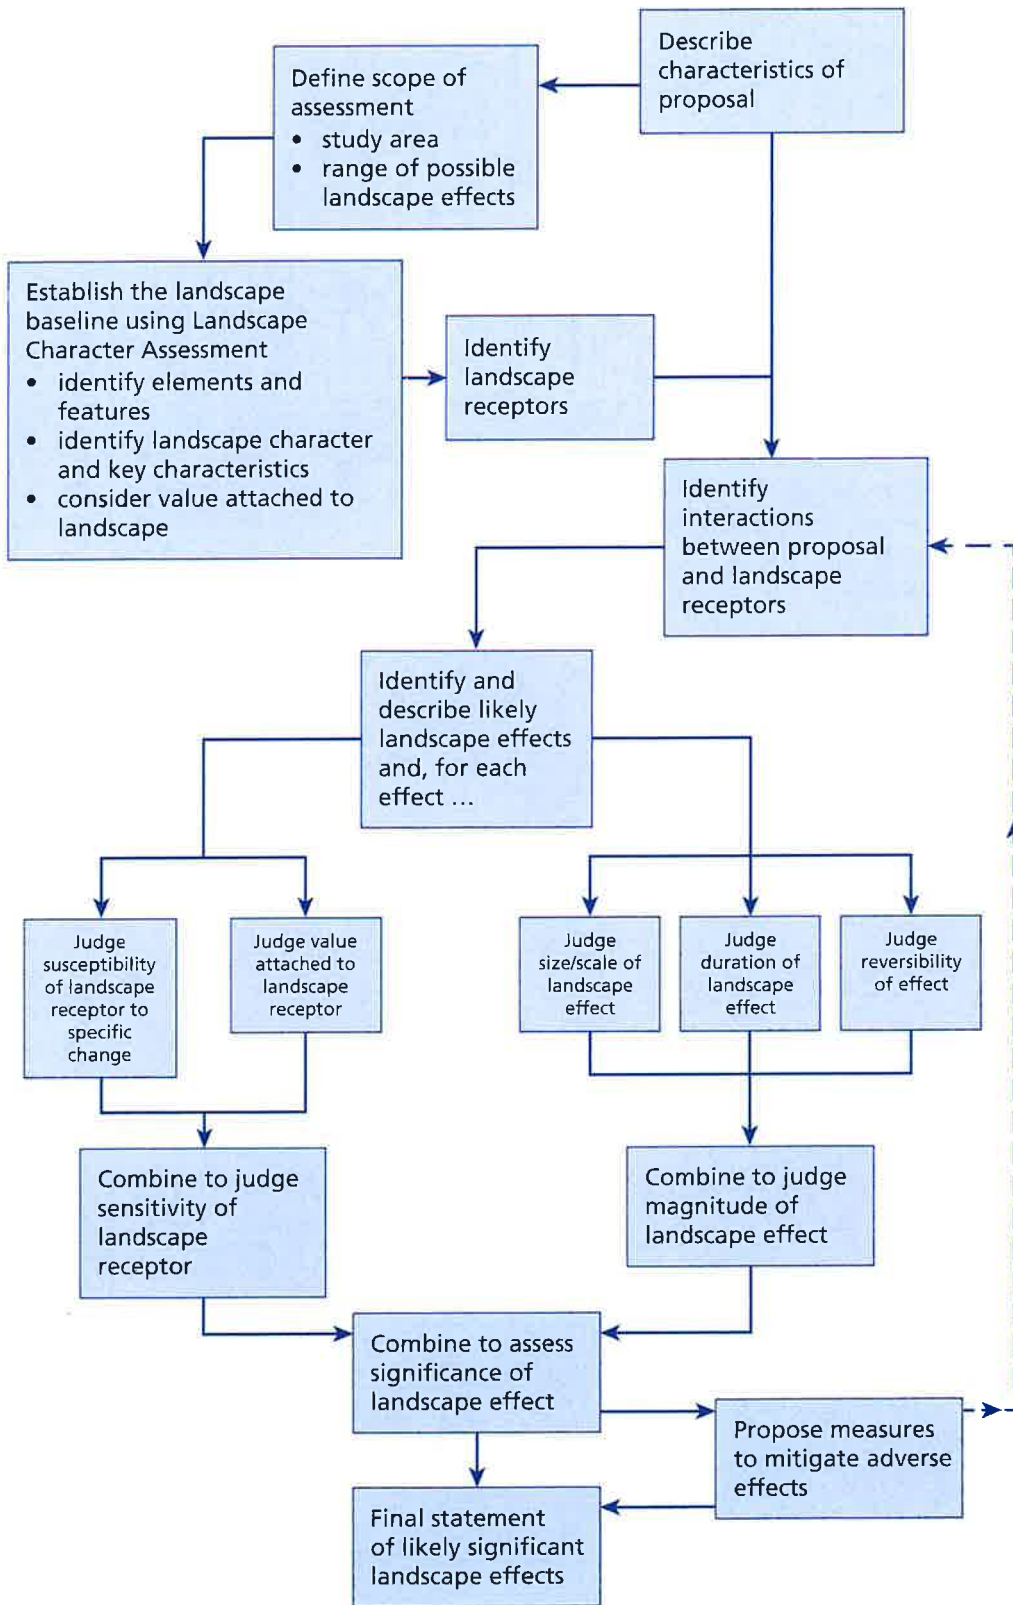 Describe
characteristics of
proposal
Define scope of
assessment
• study area
• range of possible
landscape effects
Establish the landscape
baseline using Landscape
Character Assessment
• identify elements and
features
• identify landscape character
and key characteristics
• consider value attached to
landscape
Identify
landscape
receptors
Identify
interactions
between proposal
and landscape
receptors
Identify and
describe likely
landscape effects
and, for each
effect ...
Judge
susceptibility
of landscape
receptor to
specific
change
Judge value
attached to
landscape
receptor
Judge
size/scale of
landscape
effect
Judge
duration of
landscape
effect
Judge
reversibility
of effect
Combine to judge
sensitivity of
landscape
receptor
Combine to judge
magnitude of
landscape effect
Combine to assess
significance of
landscape effect
Propose measures
to mitigate adverse
effects
Final statement
of likely significant
landscape effects